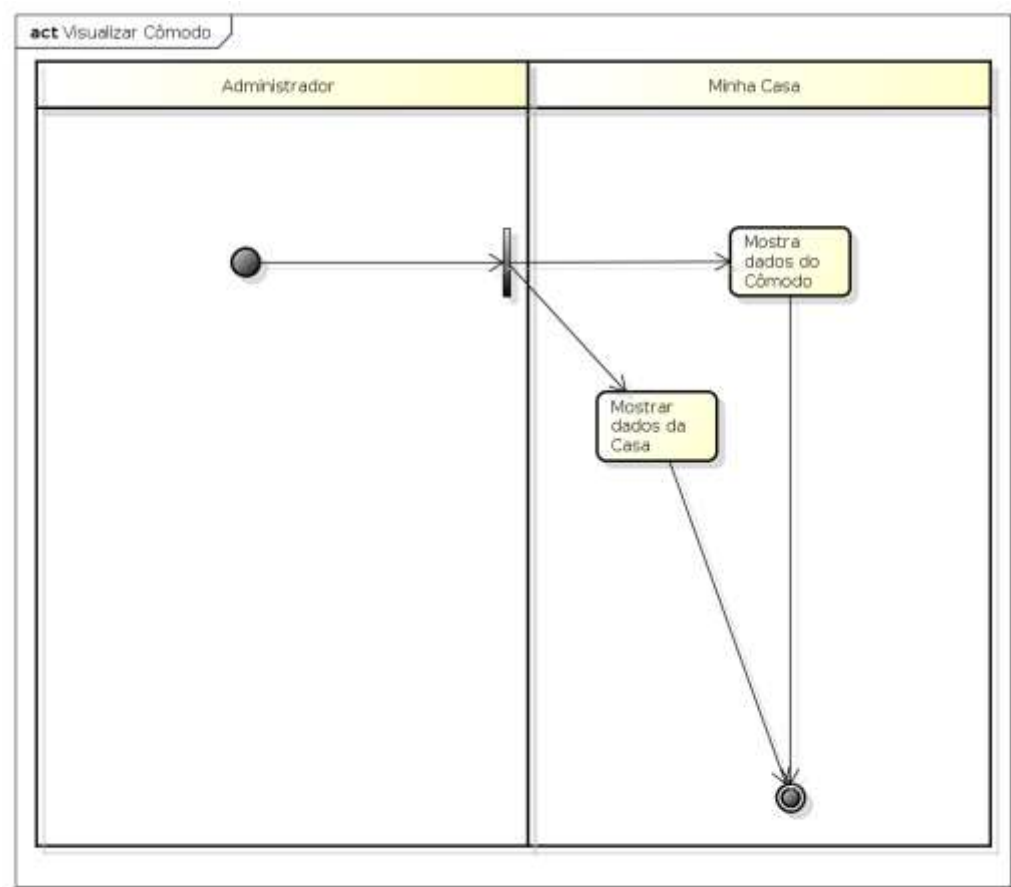 act Visualizar Cômodo
Administrador
Minha Casa
Mostra
dados do
Cômodo
Mostrar
dados da
Casa